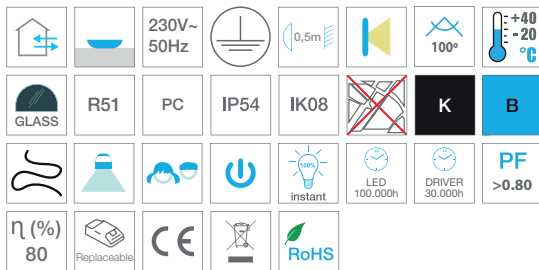 230V~
50Hz
0,5m
100º
+40
-20
°C
GLASS
R51
PC
IP54
IK08
K
B
100%
instant
LED
100.000h
DRIVER
30.000h
PF
>0.80
η (%)
80
Replaceable
CE
RoHS